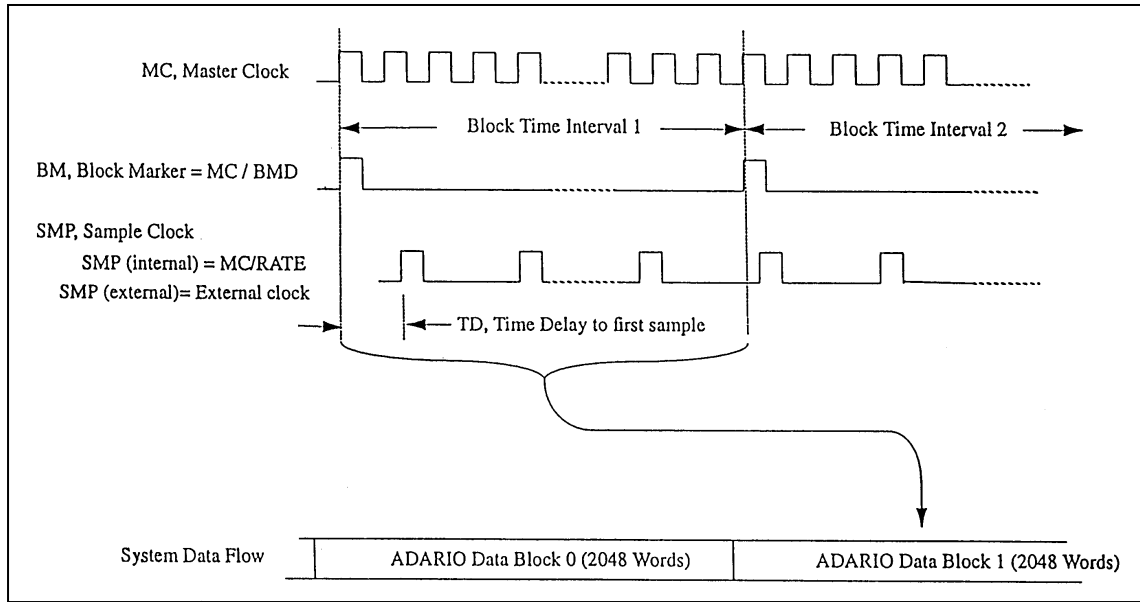 MC, Master Clock
Block Time Interval 1
Block Time Interval 2
BM, Block Marker = MC / BMD
SMP, Sample Clock
SMP (internal) = MC/RATE
SMP (external)= External clock
TD, Time Delay to first sample
System Data Flow
ADARIO Data Block 0 (2048 Words)
ADARIO Data Block 1 (2048 Words)